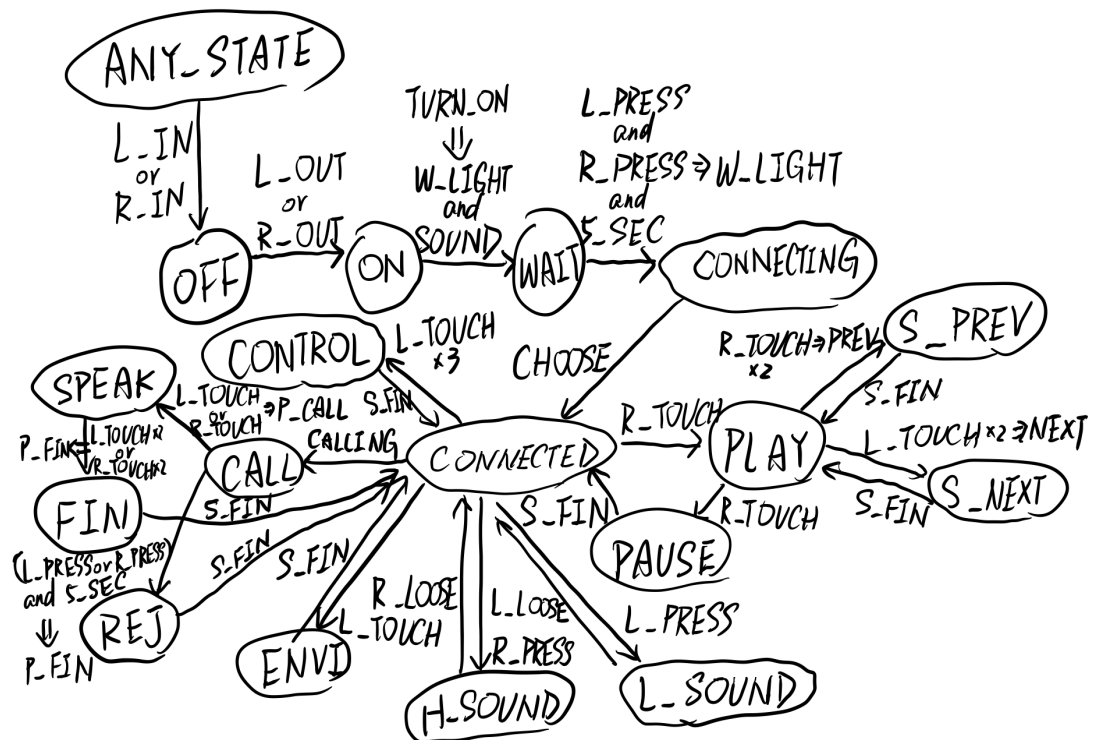 ANY_STATE
L_IN
or
R_IN
L_OUT
or
R_OUT
TURN_ON
⇓
W_LIGHT
and
SOUND
L_PRESS
and
R_PRESS⇒W_LIGHT
and
5_SEC
OFF
ON
WAIT
CONNECTING
CONTROL
L_TOUCH
×3
S_FIN
CHOOSE
R_TOUCH⇒PREV
×2
S_PREV
S_FIN
SPEAK
L_TOUCH
or
R_TOUCH
⇒P_CALL
CALLING
CALL
CONNECTED
R_TOUCH
PLAY
L_TOUCH×2⇒NEXT
S_NEXT
S_FIN
P_FIN
L_TOUCH×2
or
R_TOUCH×2
FIN
S_FIN
S_FIN
R_TOUCH
PAUSE
(L_PRESS or R_PRESS)
and 5_SEC
⇓
P_FIN
REJ
S_FIN
S_FIN
L_TOUCH
ENVI
R_LOOSE
L_LOOSE
R_PRESS
H_SOUND
L_PRESS
L_SOUND